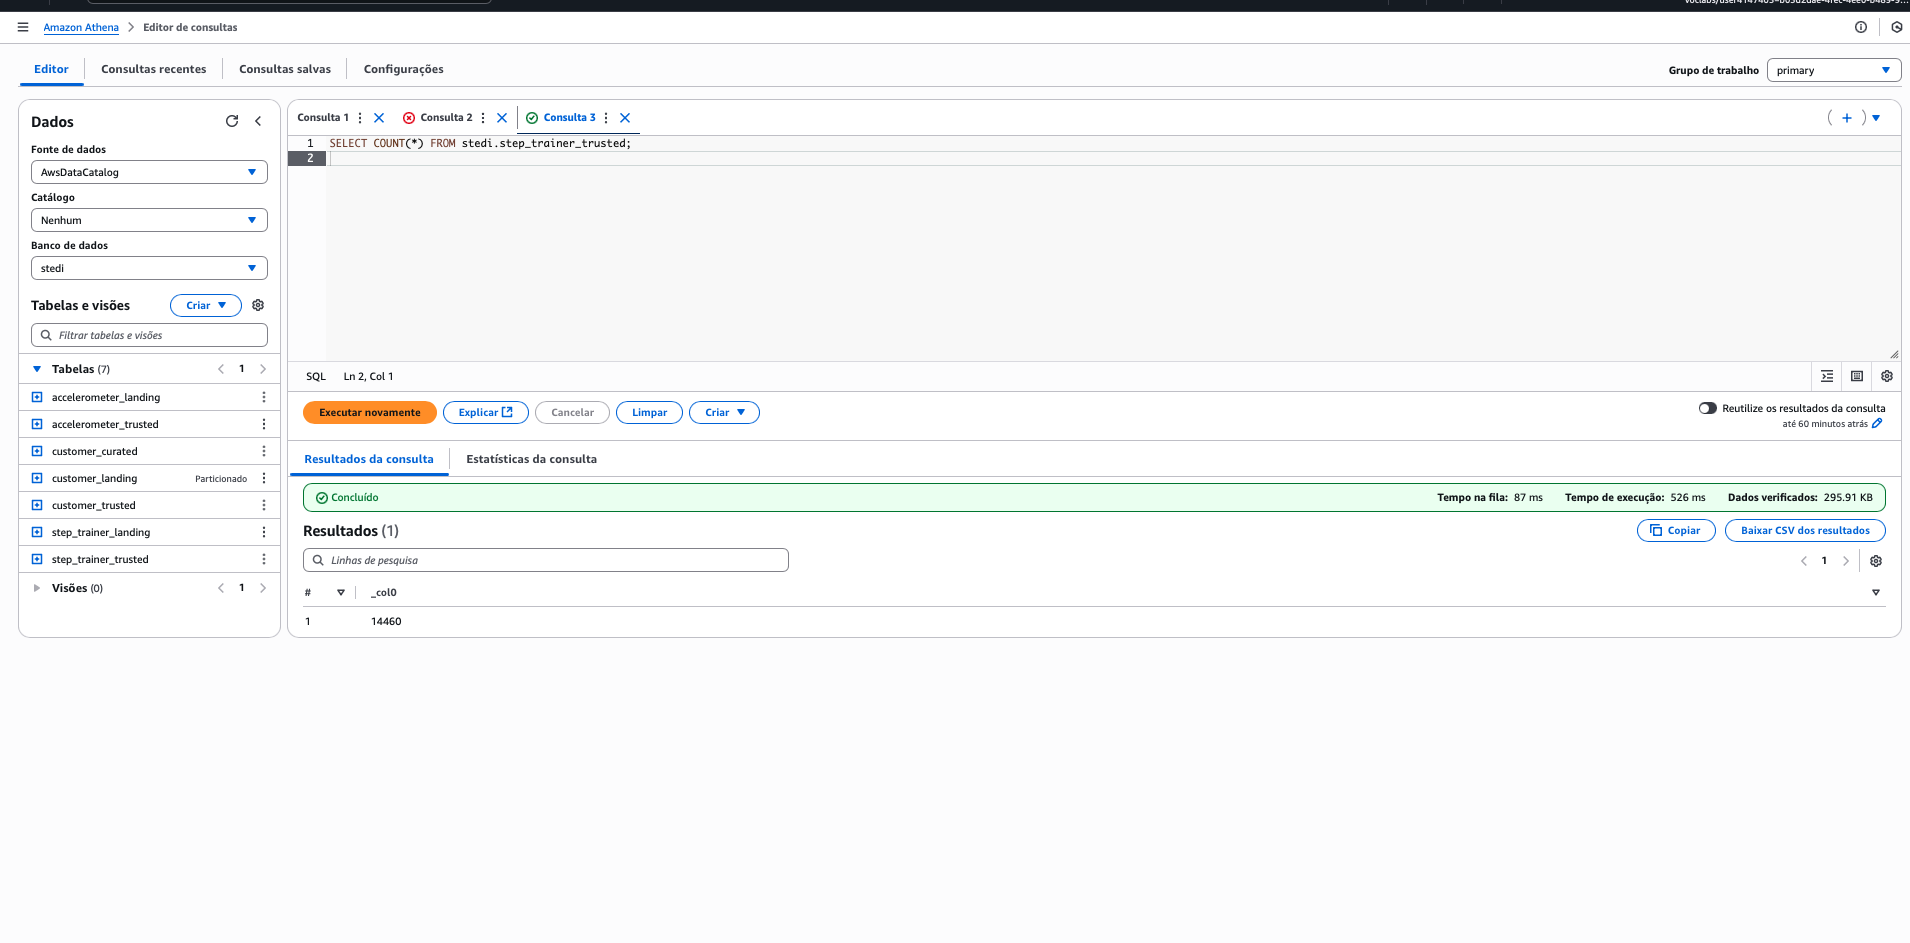 Amazon Athena > Editor de consultas
Editor
Consultas recentes
Consultas salvas
Configurações
Grupo de trabalho
primary
Dados
Fonte de dados
AwsDataCatalog
Catálogo
Nenhum
Banco de dados
stedi
Tabelas e visões
Criar
Filtrar tabelas e visões
Tabelas (7)
1
accelerometer_landing
accelerometer_trusted
customer_curated
customer_landing Particionado
customer_trusted
step_trainer_landing
step_trainer_trusted
Visões (0)
1
Consulta 1
Consulta 2
Consulta 3
1 SELECT COUNT(*) FROM stedi.step_trainer_trusted;
2
SQL Ln 2, Col 1
Executar novamente
Explicar
Cancelar
Limpar
Criar
Reutilize os resultados da consulta
até 60 minutos atrás
Resultados da consulta
Estatísticas da consulta
Concluído
Tempo na fila: 87 ms
Tempo de execução: 526 ms
Dados verificados: 295.91 KB
Resultados (1)
Copiar
Baixar CSV dos resultados
Linhas de pesquisa
1
# _col0
1 14460